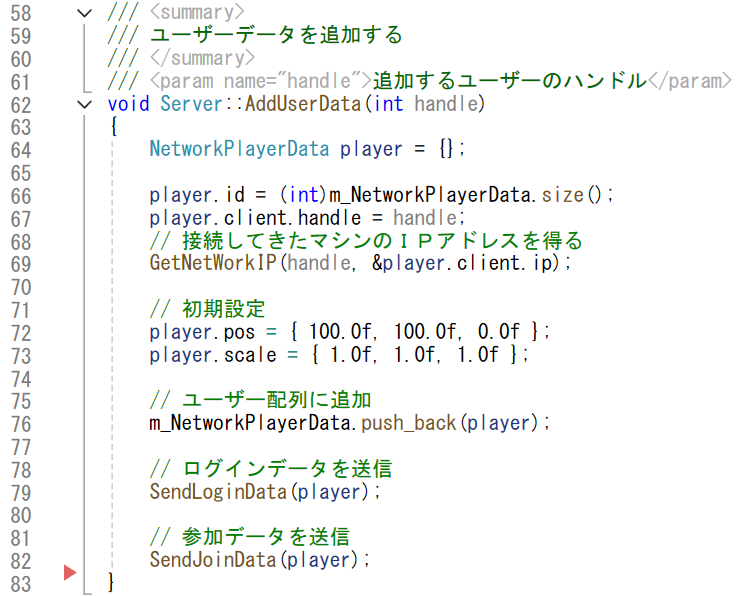 58 /// <summary>
59 /// ユーザーデータを追加する
60 /// </summary>
61 /// <param name="handle">追加するユーザーのハンドル</param>
62 void Server::AddUserData(int handle)
63 {
64 NetworkPlayerData player = {};
65
66 player.id = (int)m_NetworkPlayerData.size();
67 player.client.handle = handle;
68 // 接続してきたマシンのＩＰアドレスを得る
69 GetNetWorkIP(handle, &player.client.ip);
70
71 // 初期設定
72 player.pos = { 100.0f, 100.0f, 0.0f };
73 player.scale = { 1.0f, 1.0f, 1.0f };
74
75 // ユーザー配列に追加
76 m_NetworkPlayerData.push_back(player);
77
78 // ログインデータを送信
79 SendLoginData(player);
80
81 // 参加データを送信
82 SendJoinData(player);
83 }